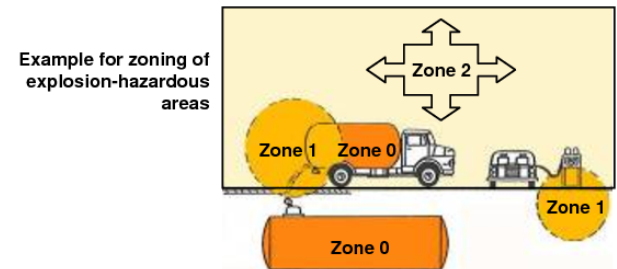 Example for zoning of
explosion-hazardous
areas
Zone 2
Zone 1
Zone 0
Zone 1
Zone 0